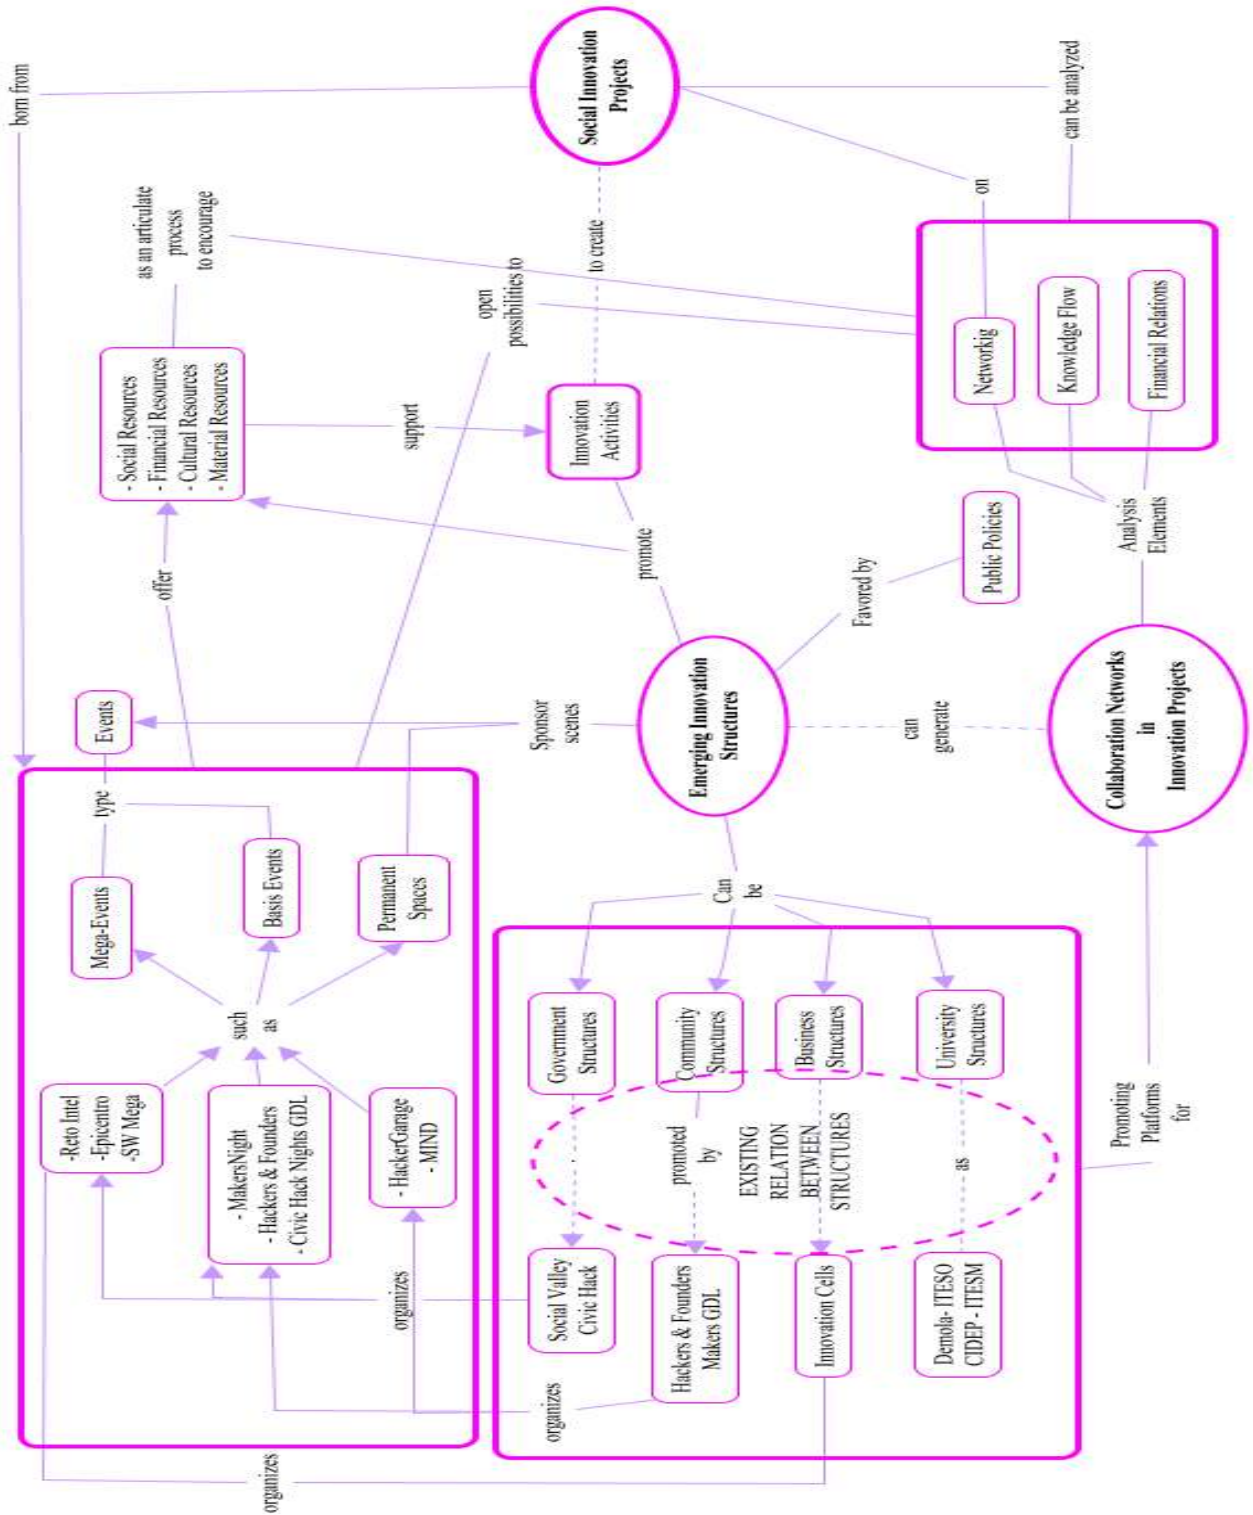 born from
organizes
-Reto Intel
-Epicentro
-SW Mega
Mega-Events
type
Events
- Social Resources
- Financial Resources
- Cultural Resources
- Material Resources
as an articulate
process
to encourage
offer
- MakersNight
- Hackers & Founders
- Civic Hack Nights GDL
such
as
Basis Events
- HackerGarage
- MIND
Permanent
Spaces
organizes
support
open
possibilities to
organizes
Social Valley
Civic Hack
Government
Structures
Sponsor
scenes
Innovation
Activities
to create
Social Innovation
Projects
promote
Hackers & Founders
Makers GDL
promoted
by
Community
Structures
Can
be
Emerging Innovation
Structures
EXISTING
RELATION
BETWEEN
STRUCTURES
Innovation Cells
Business
Structures
Favored by
can
generate
Demola- ITESO
CIDEP - ITESM
as
University
Structures
Public Policies
Networkig
on
Knowledge Flow
can be analyzed
Financial Relations
Promoting
Platforms
for
Collaboration Networks
in
Innovation Projects
Analysis
Elements